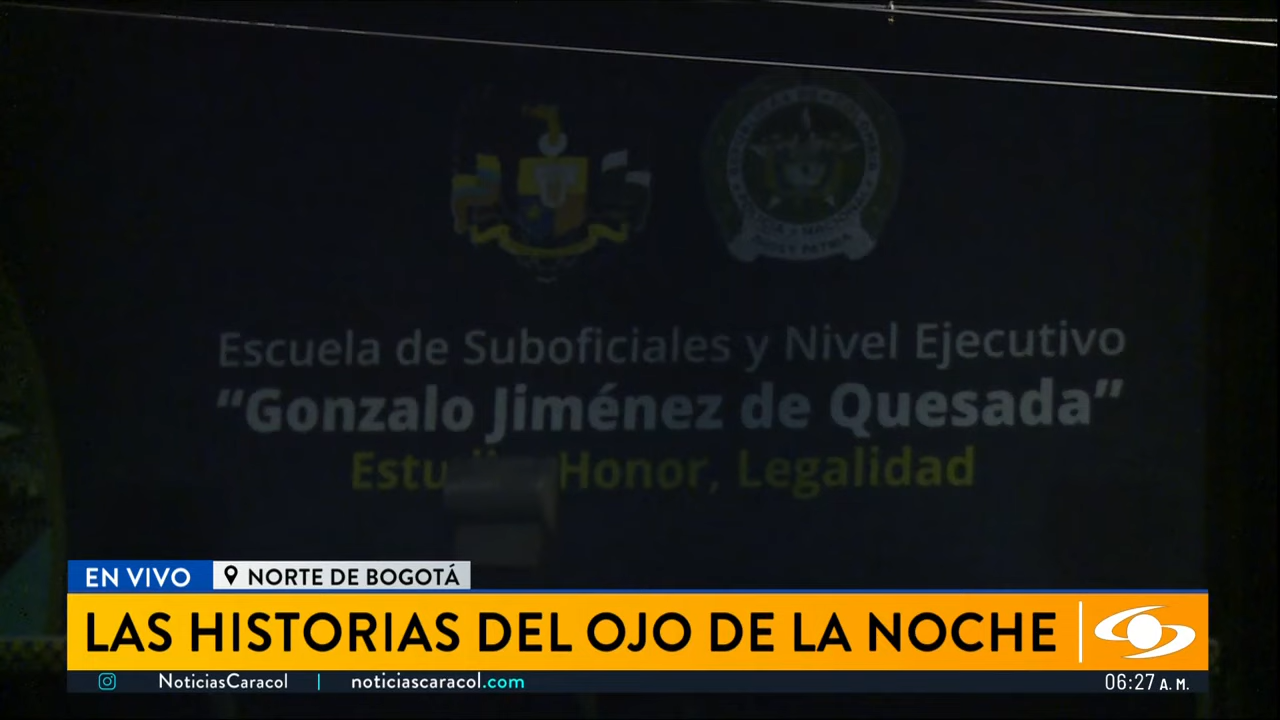 Escuela de Suboficiales y Nivel Ejecutivo
“Gonzalo Jiménez de Quesada”
Honor, Legalidad
EN VIVO
NORTE DE BOGOTÁ
LAS HISTORIAS DEL OJO DE LA NOCHE
NoticiasCaracol | noticiascaracol.com
06:27 A. M.